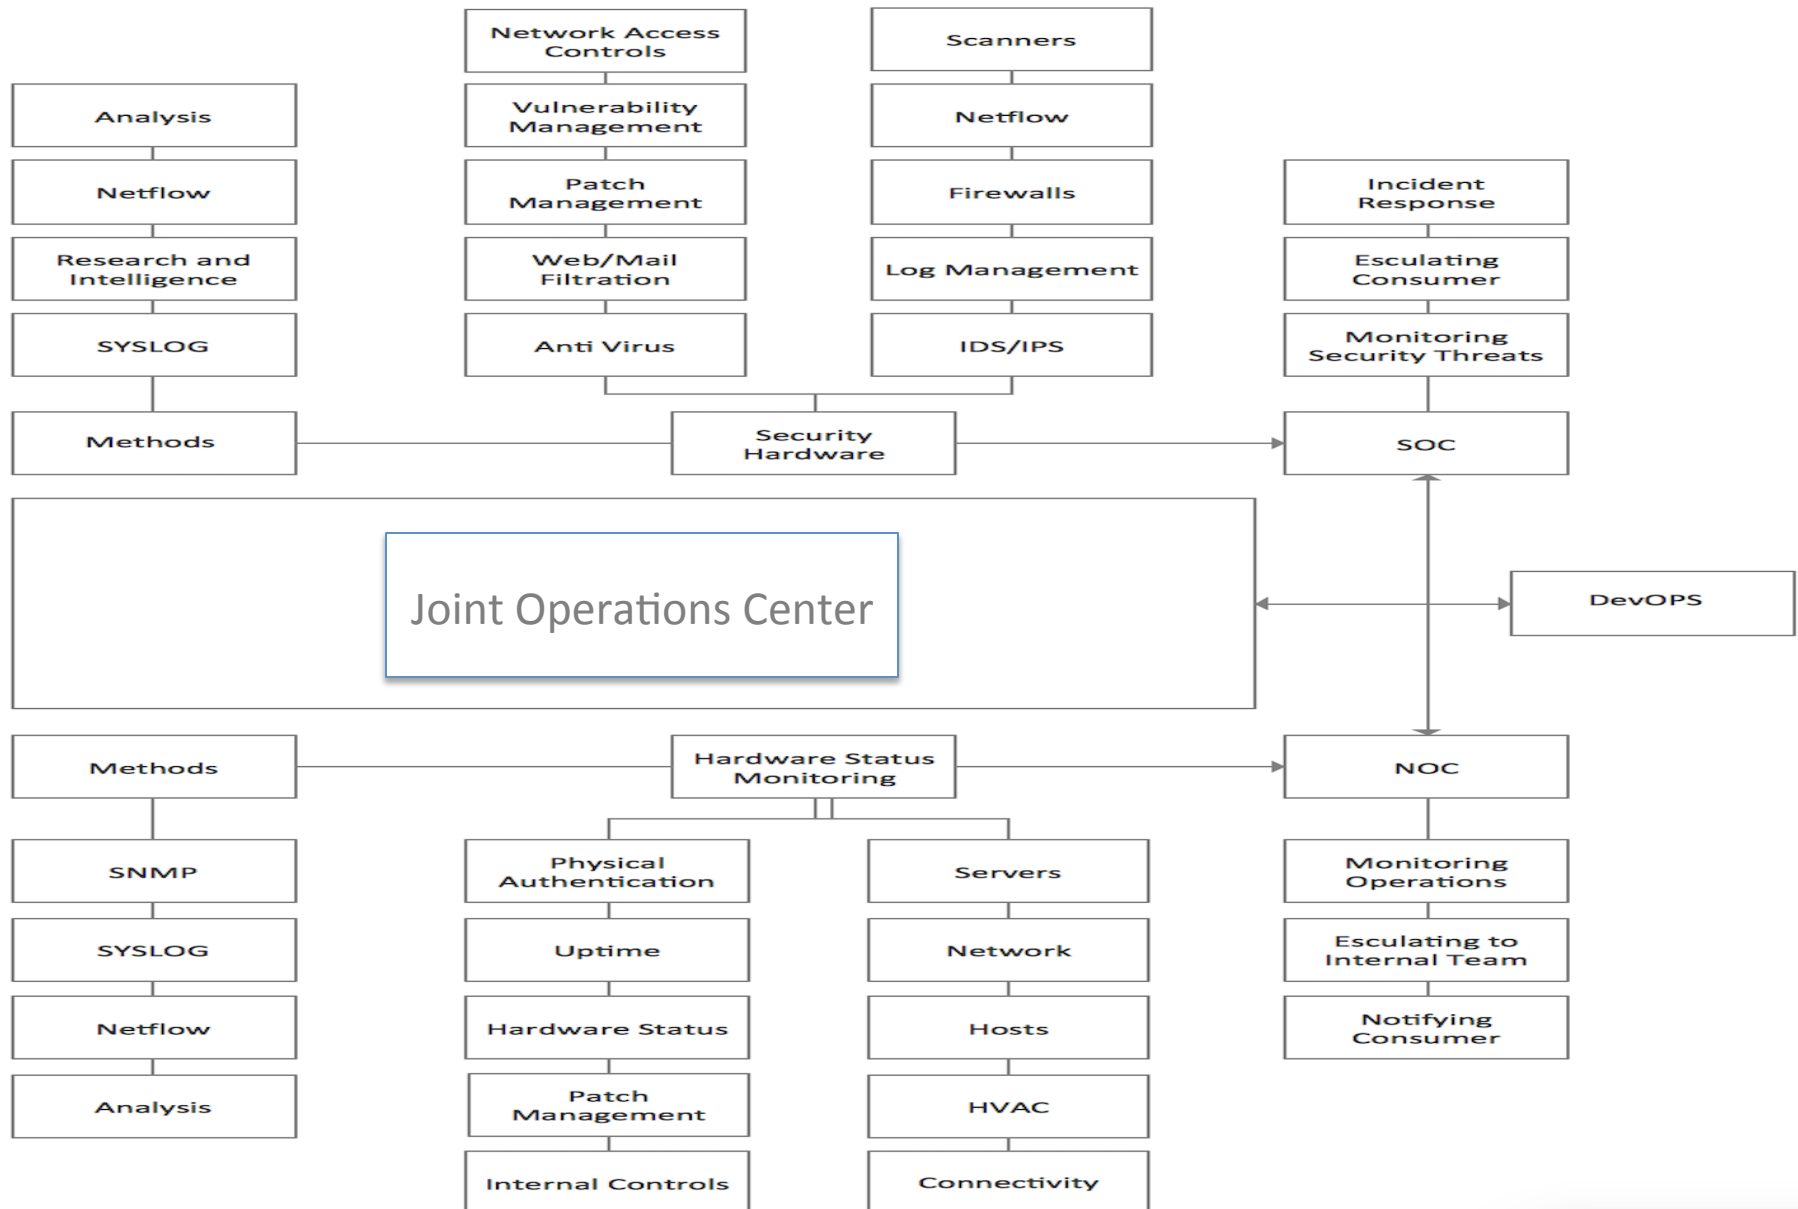 Network Access
Controls
Scanners
Analysis
Vulnerability
Management
Netflow
Netflow
Patch
Management
Firewalls
Incident
Response
Research and
Intelligence
Web/Mail
Filtration
Log Management
Esculating
Consumer
SYSLOG
Anti Virus
IDS/IPS
Monitoring
Security Threats
Methods
Security
Hardware
SOC
Joint Operations Center
DevOPS
Methods
Hardware Status
Monitoring
NOC
SNMP
Physical
Authentication
Servers
Monitoring
Operations
SYSLOG
Uptime
Network
Esculating to
Internal Team
Netflow
Hardware Status
Hosts
Notifying
Consumer
Analysis
Patch
Management
HVAC
Internal Controls
Connectivity